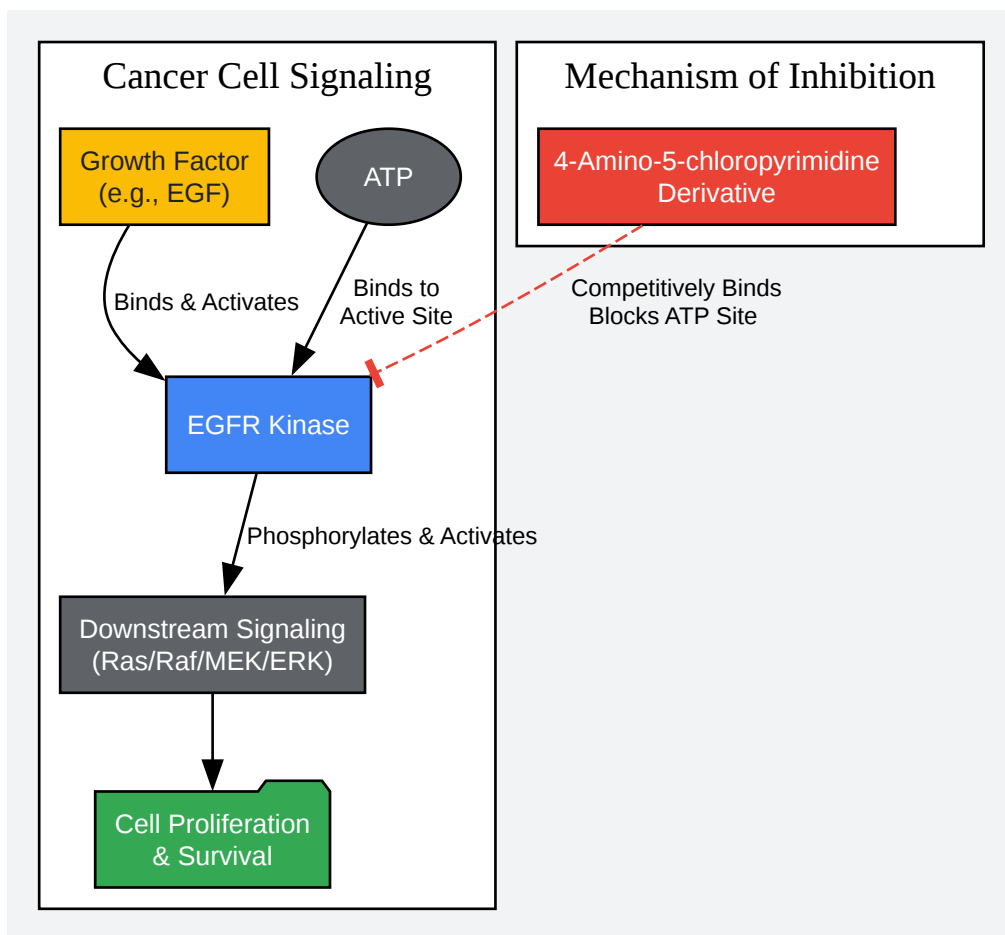 Cancer Cell Signaling
Growth Factor
(e.g., EGF)
ATP
Binds & Activates
Binds to
Active Site
EGFR Kinase
Phosphorylates & Activates
Downstream Signaling
(Ras/Raf/MEK/ERK)
Cell Proliferation
& Survival
Mechanism of Inhibition
4-Amino-5-chloropyrimidine
Derivative
Competitively Binds
Blocks ATP Site